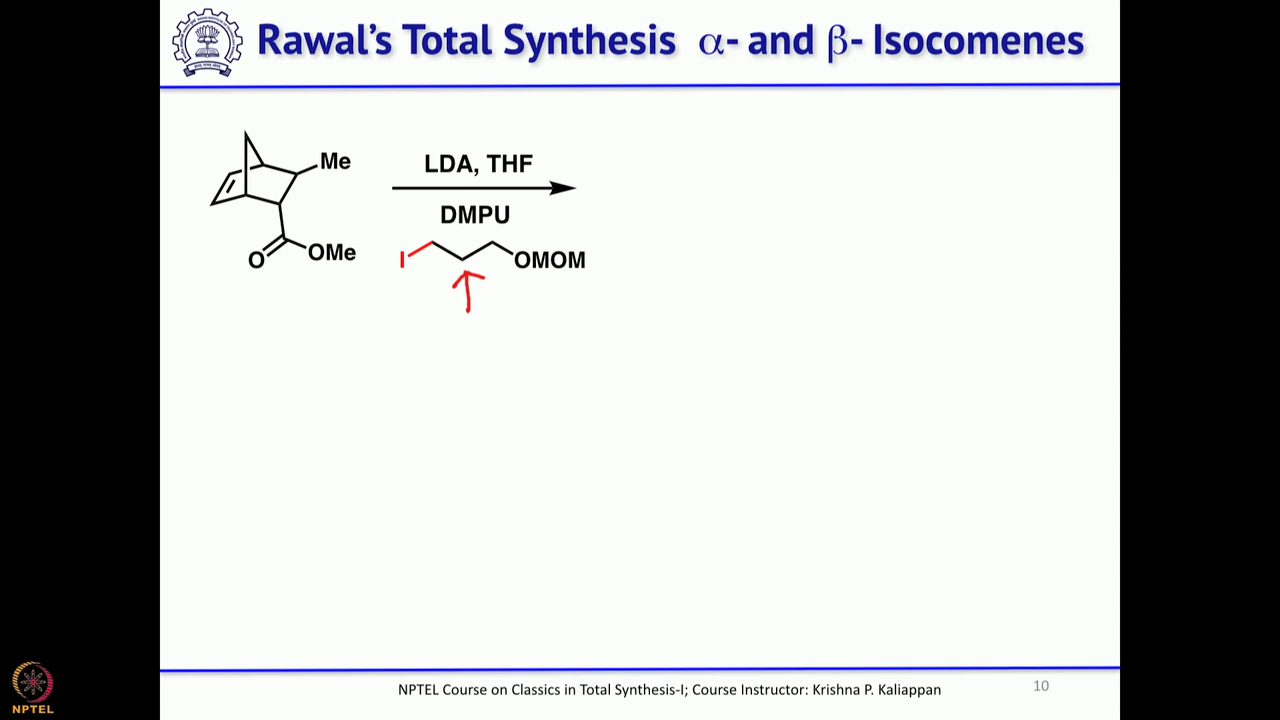 Rawal's Total Synthesis α- and β- Isocomenes
Me
LDA, THF
DMPU
O
OMe
I
OMOM
NPTEL Course on Classics in Total Synthesis-I; Course Instructor: Krishna P. Kaliappan
10
NPTEL